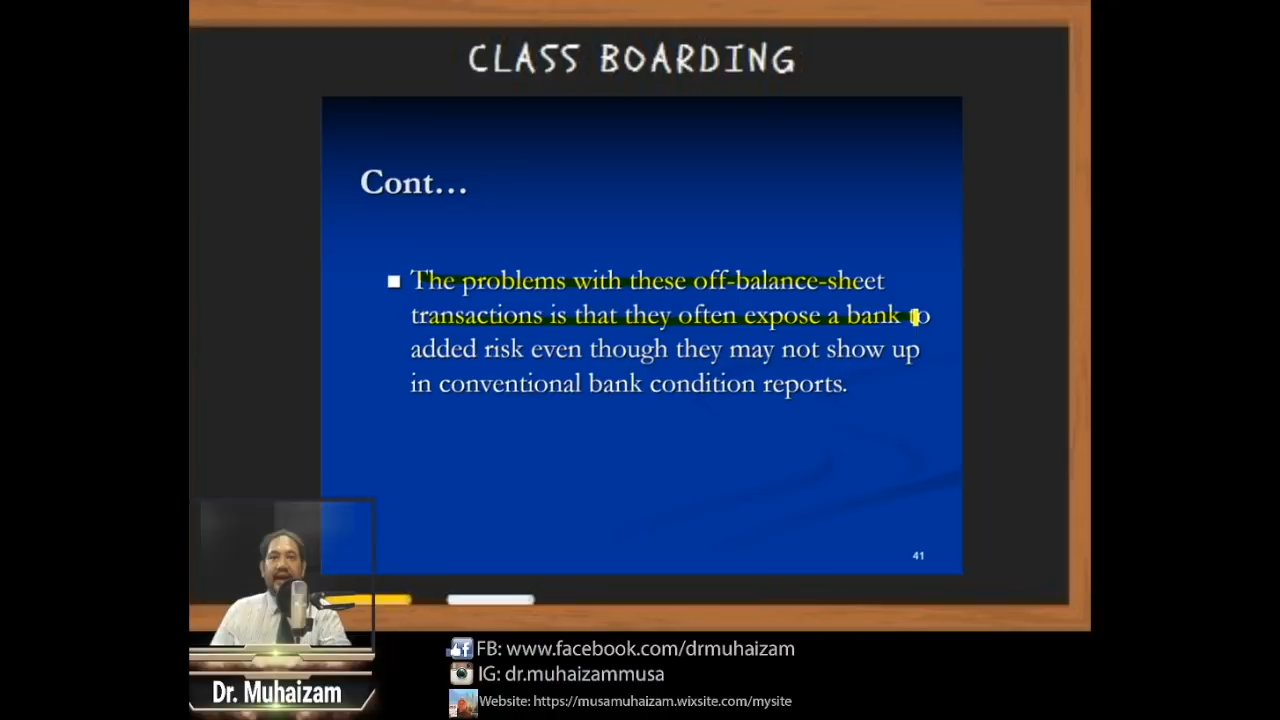 CLASS BOARDING
Cont...
The problems with these off-balance-sheet
transactions is that they often expose a bank to
added risk even though they may not show up
in conventional bank condition reports.
41
Dr. Muhaizam
FB: www.facebook.com/drmuhaizam
IG: dr.muhaizammusa
Website: https://musamuhaizam.wixsite.com/mysite